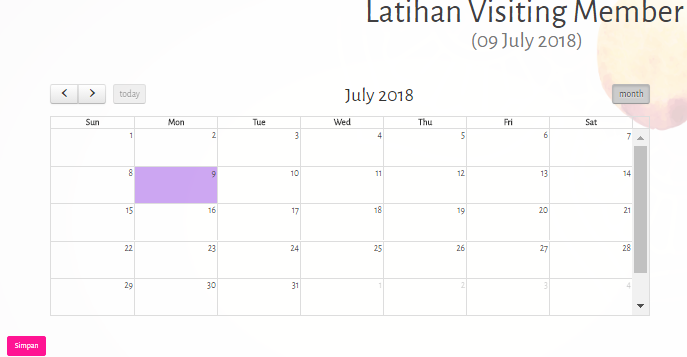 Latihan Visiting Member
(09 July 2018)
today
July 2018
month
Sun Mon Tue Wed Thu Fri Sat
1 2 3 4 5 6 7
8 9 10 11 12 13 14
15 16 17 18 19 20 21
22 23 24 25 26 27 28
29 30 31 1 2 3 4
Simpan